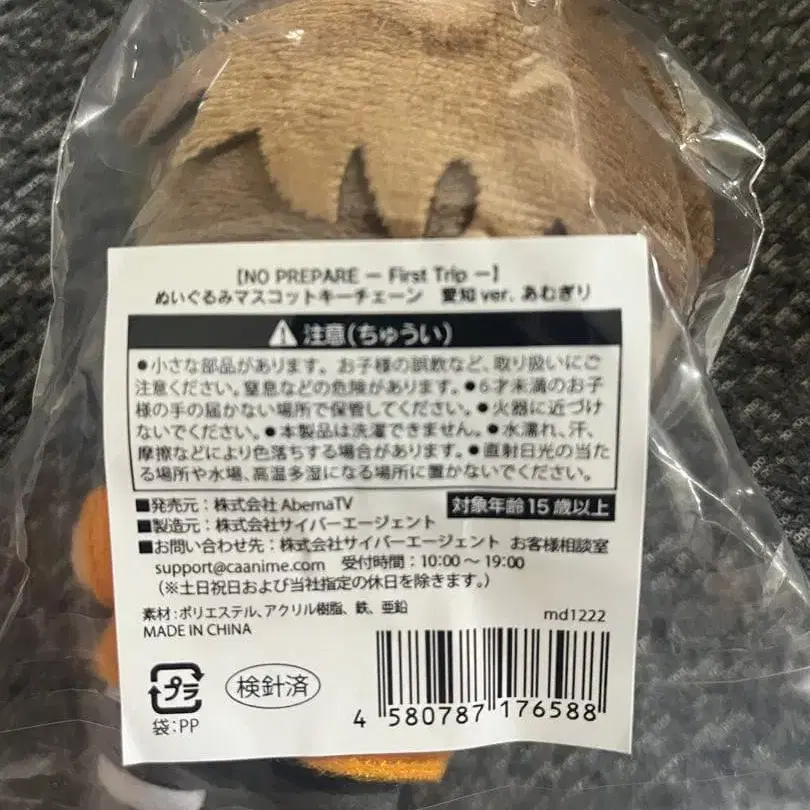 【NO PREPARE － First Trip －】
ぬいぐるみマスコットキーチェーン 愛知 ver. あむぎり
注意(ちゅうい)
●小さな部品があります。お子様の誤飲など、取り扱いにご
注意ください。窒息などの危険があります。●6才未満のお子
様の手の届かない場所で保管してください。●火器に近づけ
ないでください。●本製品は洗濯できません。●水濡れ、汗、
摩擦などにより色落ちする場合があります。●直射日光の当た
る場所や水場、高温多湿になる場所に置かないでください。
■発売元：株式会社 AbemaTV
対象年齢 15 歳以上
■製造元：株式会社サイバーエージェント
■お問い合わせ先：株式会社サイバーエージェント お客様相談室
support@caanime.com 受付時間：10:00 ～ 19:00
（※土日祝日および当社指定の休日を除きます。）
素材：ポリエステル、アクリル樹脂、鉄、亜鉛
MADE IN CHINA
md1222
プラ
袋：PP
検針済
4 580787 176588